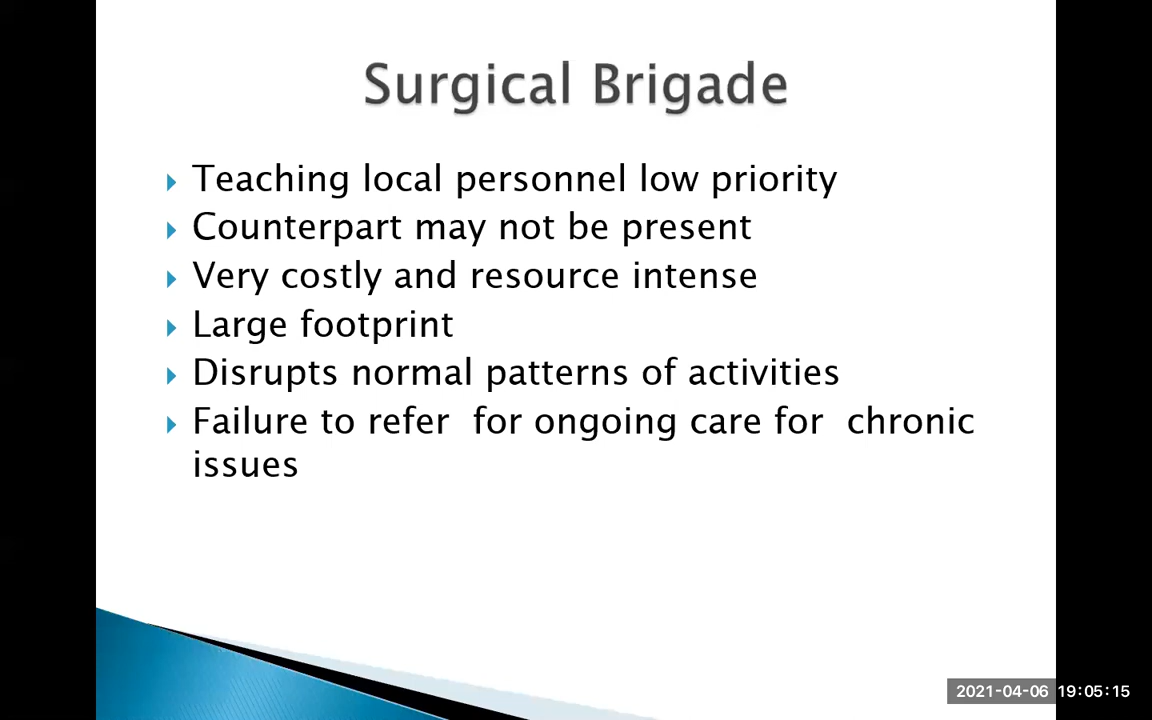 Surgical Brigade
Teaching local personnel low priority
Counterpart may not be present
Very costly and resource intense
Large footprint
Disrupts normal patterns of activities
Failure to refer  for ongoing care for  chronic
issues
2021-04-06 19:05:15